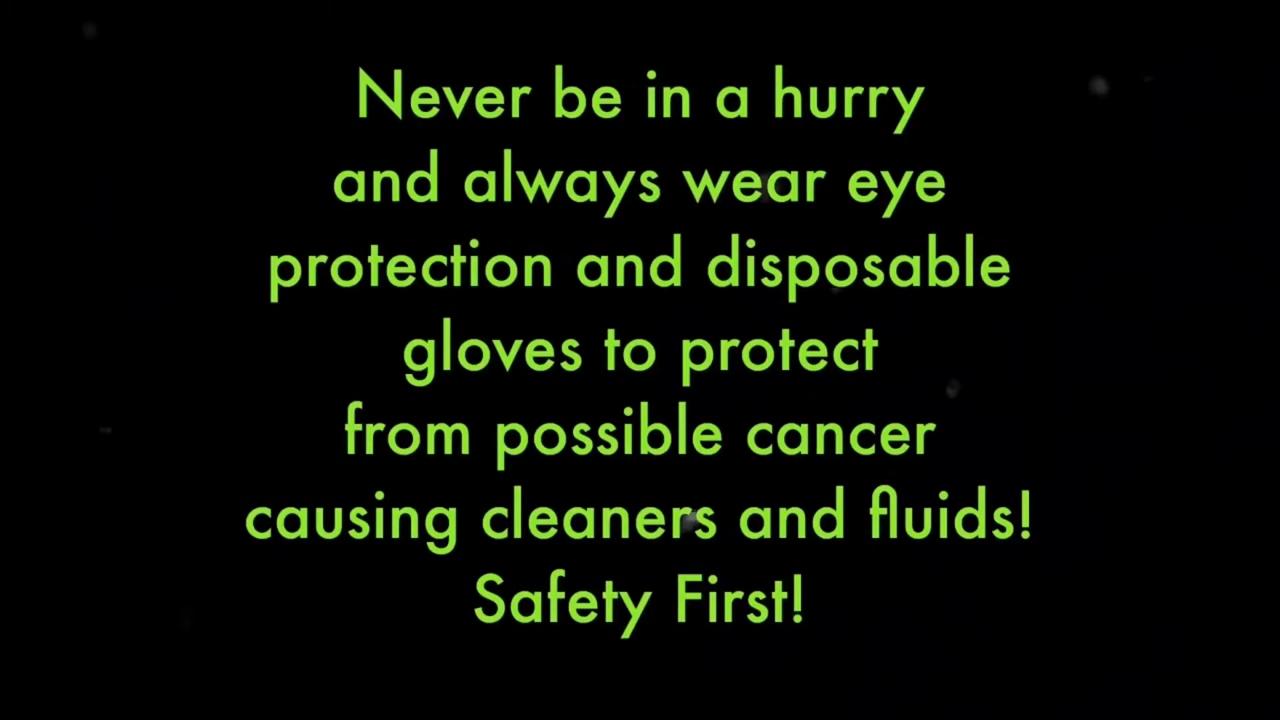 Never be in a hurry
and always wear eye
protection and disposable
gloves to protect
from possible cancer
causing cleaners and fluids!
Safety First!